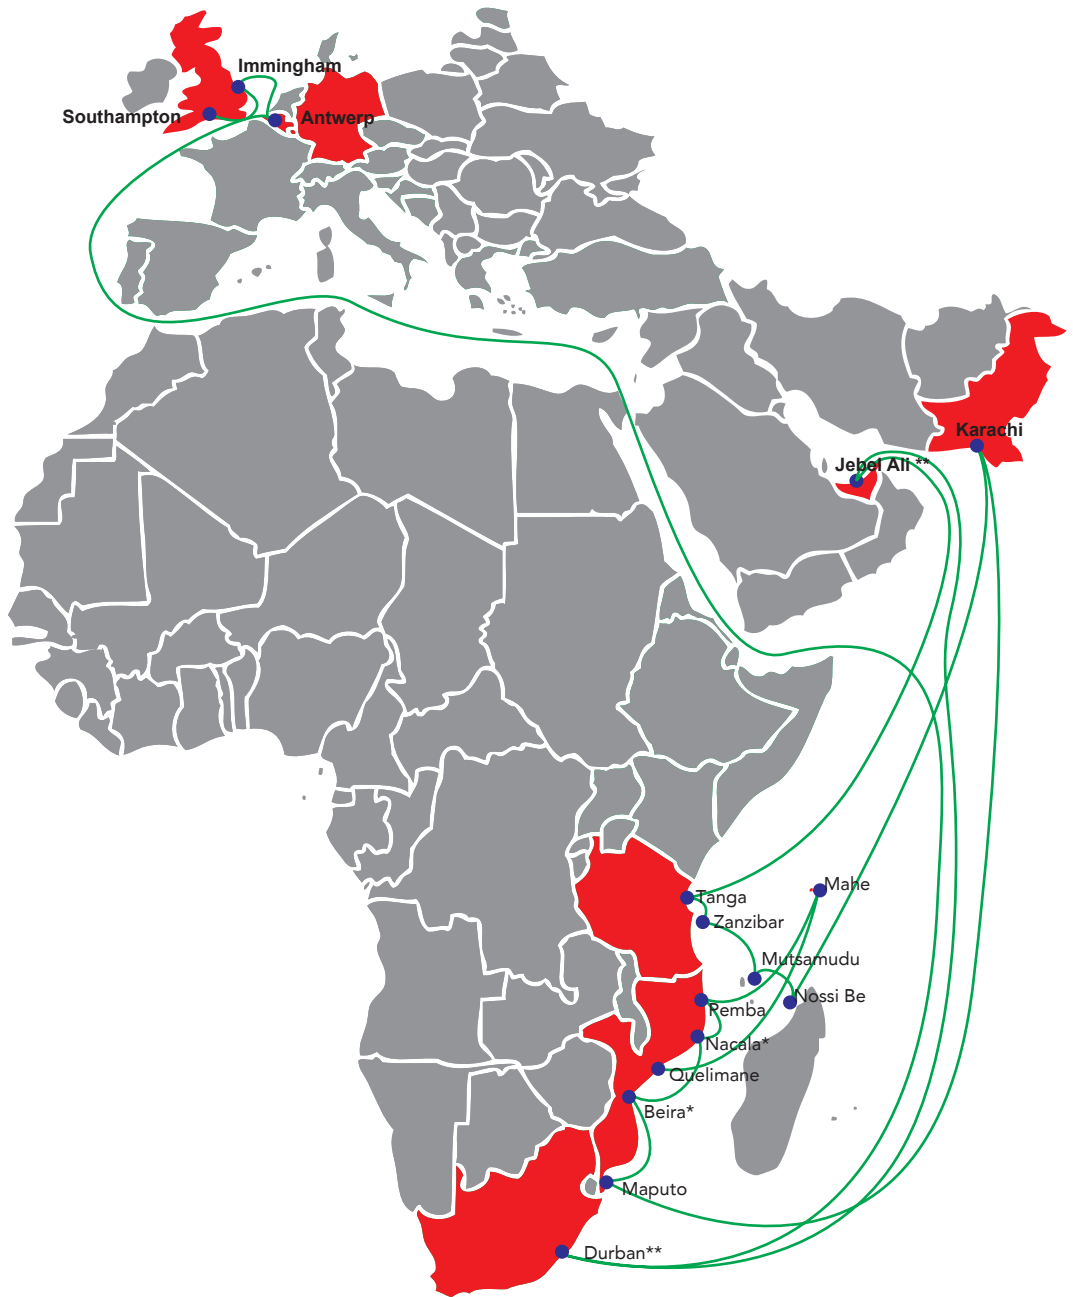 Immingham
Southampton
Antwerp
Karachi
Jebel Ali **
Mahe
Tanga
Zanzibar
Mutsamudu
Nossi Be
Pemba
Nacala*
Quelimane
Beira*
Maputo
Durban**